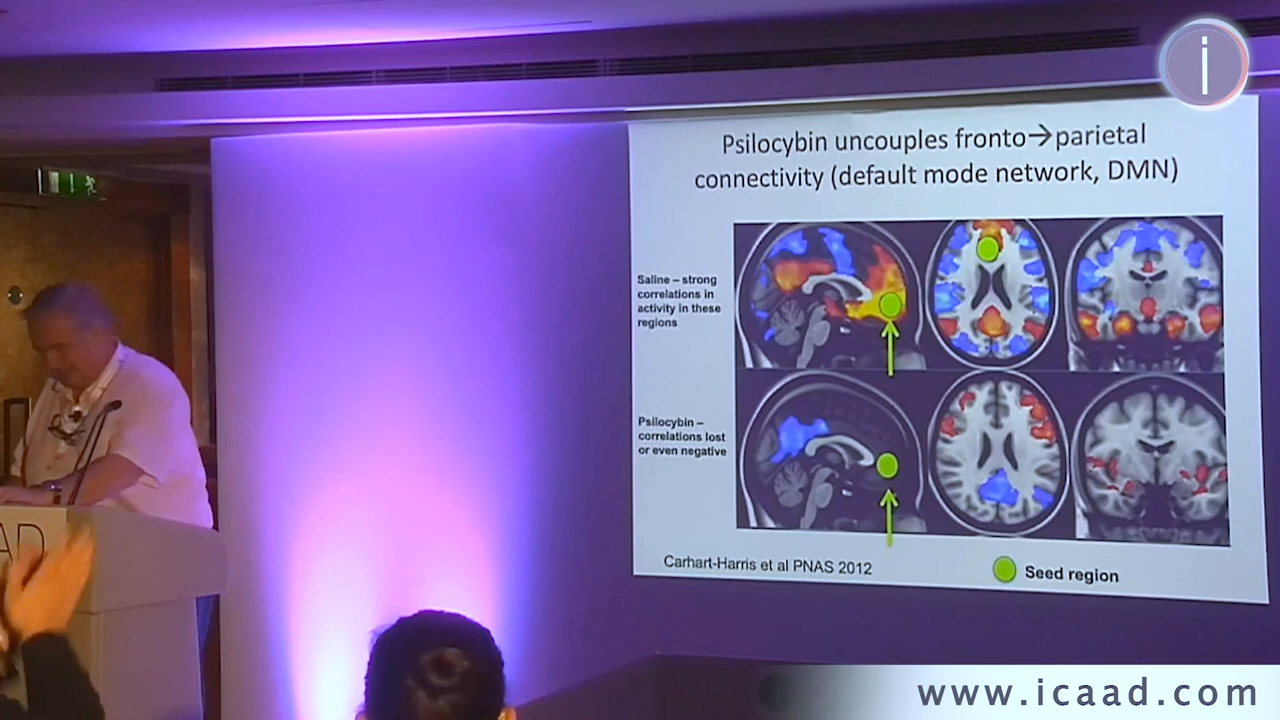 i
Psilocybin uncouples fronto→parietal
connectivity (default mode network, DMN)
Saline – strong
correlations in
activity in these
regions
Psilocybin –
correlations lost
or even negative
Carhart-Harris et al PNAS 2012
Seed region
AD
www.icaad.com